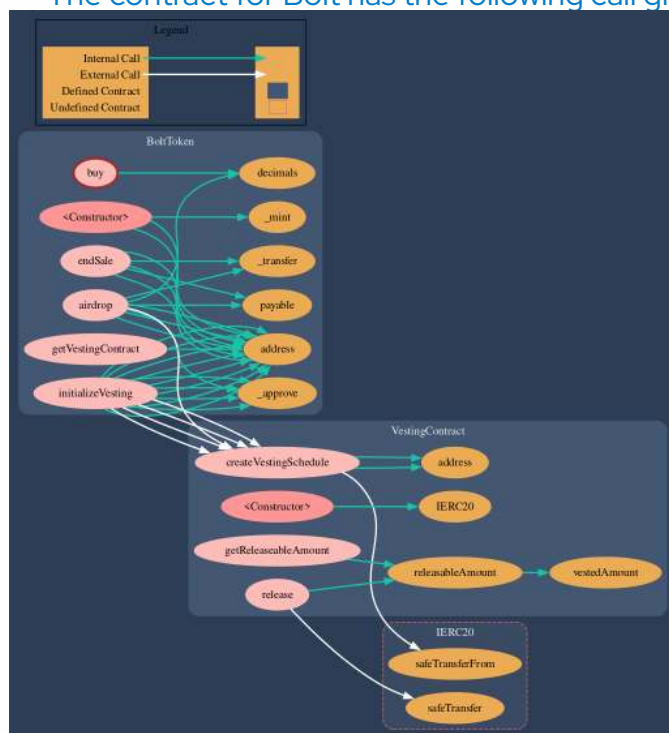 The contract for Bolt has the following call g
Legend
Internal Call
External Call
Defined Contract
Undefined Contract
BoltToken
buy
decimals
<Constructor>
_mint
endSale
_transfer
airdrop
payable
getVestingContract
address
initializeVesting
_approve
VestingContract
createVestingSchedule
address
<Constructor>
IERC20
getReleaseableAmount
releasableAmount
vestedAmount
release
IERC20
safeTransferFrom
safeTransfer